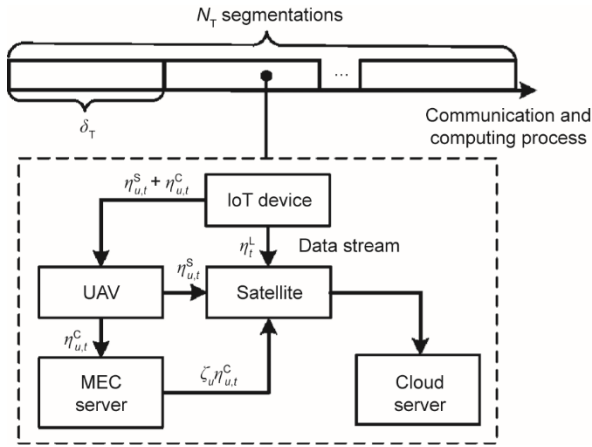 N_T segmentations
...
δ_T
Communication and
computing process
η^S_{u,t} + η^C_{u,t}
IoT device
η^L_t
Data stream
UAV
η^S_{u,t}
Satellite
η^C_{u,t}
MEC
server
ζ_u η^C_{u,t}
Cloud
server